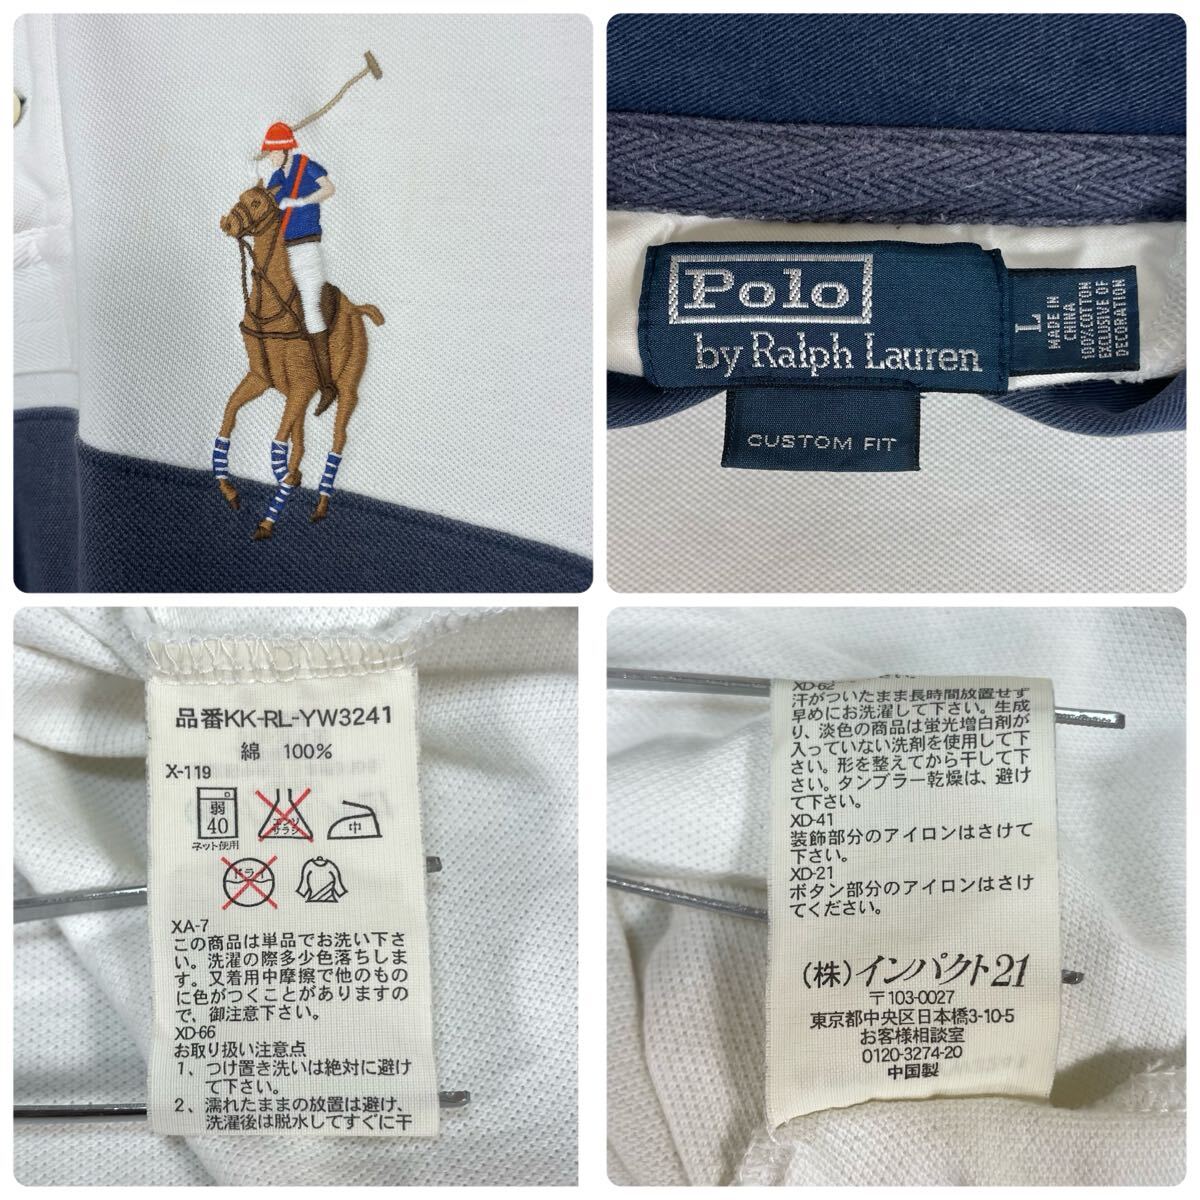 Polo
by Ralph Lauren
CUSTOM FIT
L
MADE IN
CHINA
100%COTTON
EXCLUSIVE OF
DECORATION
品番KK-RL-YW3241
綿 100%
X-119
弱
40
ネット使用
エンソ
サラシ
中
ドライ
XA-7
この商品は単品でお洗い下さ
い。洗濯の際多少色落ちしま
す。又着用中摩擦で他のもの
に色がつくことがありますの
で、御注意下さい。
XD-66
お取り扱い注意点
1、つけ置き洗いは絶対に避け
て下さい。
2、濡れたままの放置は避け、
洗濯後は脱水してすぐに干
XD-62
汗がついたまま長時間放置せず
早めにお洗濯して下さい。生成
り、淡色の商品は蛍光増白剤が
入っていない洗剤を使用して下
さい。形を整えてから干して下
さい。タンブラー乾燥は、避け
て下さい。
XD-41
装飾部分のアイロンはさけて
下さい。
XD-21
ボタン部分のアイロンはさけ
てください。
(株)インパクト21
〒103-0027
東京都中央区日本橋3-10-5
お客様相談室
0120-3274-20
中国製